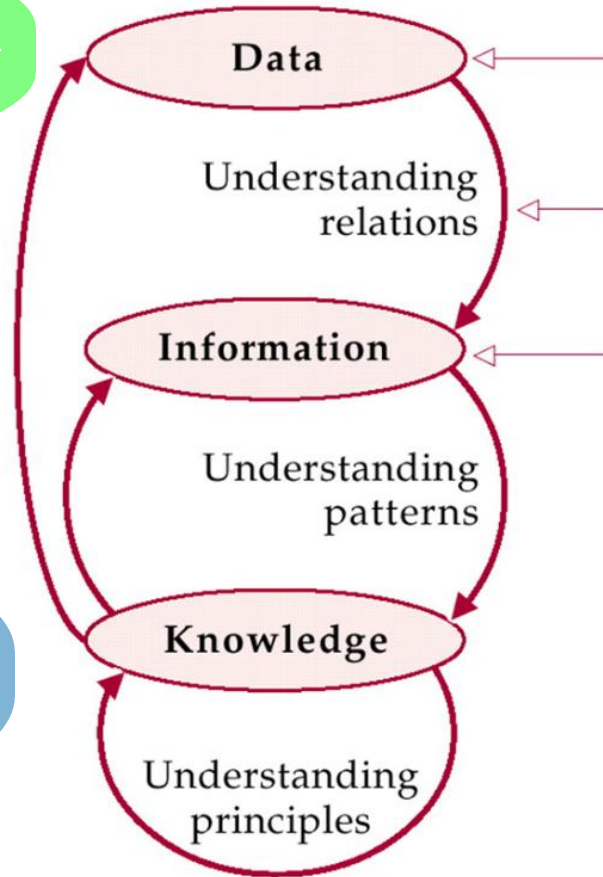 Data
Understanding
relations
Information
Understanding
patterns
Knowledge
Understanding
principles